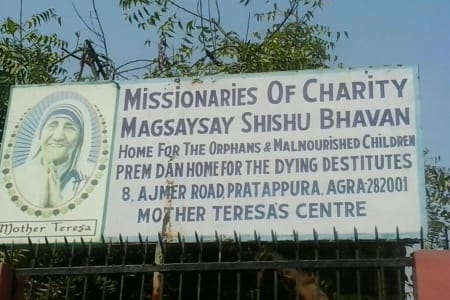 MISSIONARIES OF CHARITY
MAGSAYSAY SHISHU BHAVAN
HOME FOR THE ORPHANS & MALNOURISHED CHILDREN
PREM DAN HOME FOR THE DYING DESTITUTES
8, AJMER ROAD, PRATAPPURA, AGRA-282001
MOTHER TERESA'S CENTRE
Mother Teresa